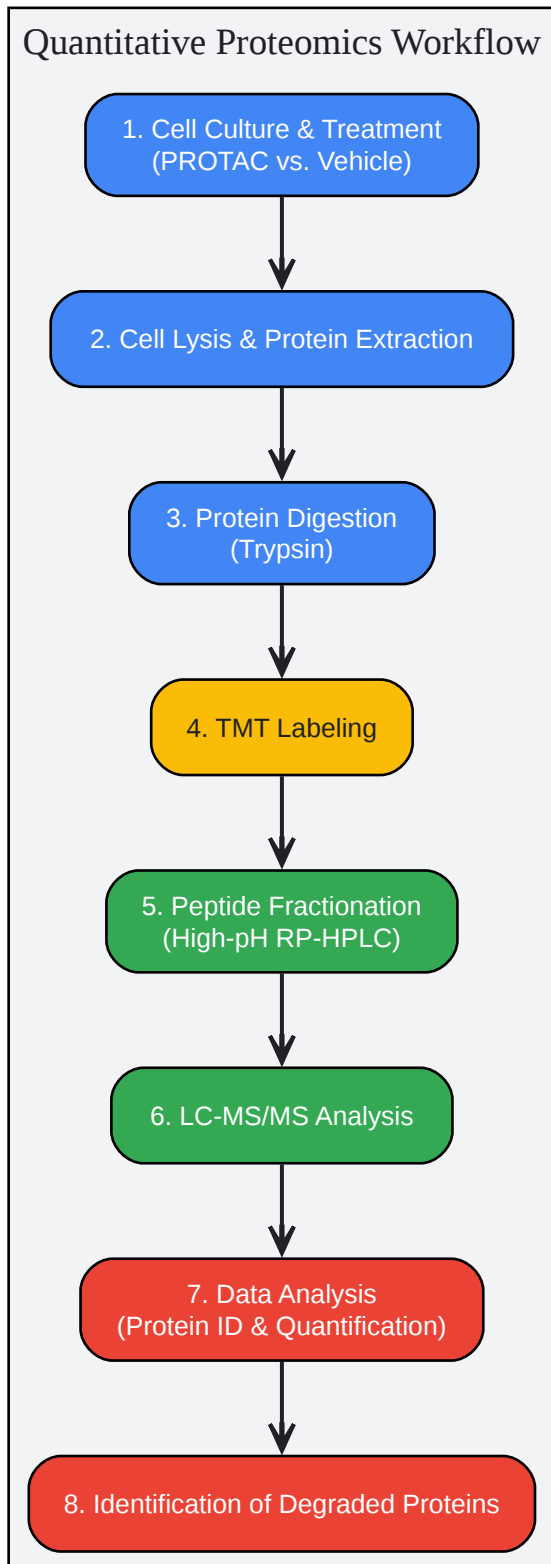 Quantitative Proteomics Workflow
1. Cell Culture & Treatment
(PROTAC vs. Vehicle)
2. Cell Lysis & Protein Extraction
3. Protein Digestion
(Trypsin)
4. TMT Labeling
5. Peptide Fractionation
(High-pH RP-HPLC)
6. LC-MS/MS Analysis
7. Data Analysis
(Protein ID & Quantification)
8. Identification of Degraded Proteins